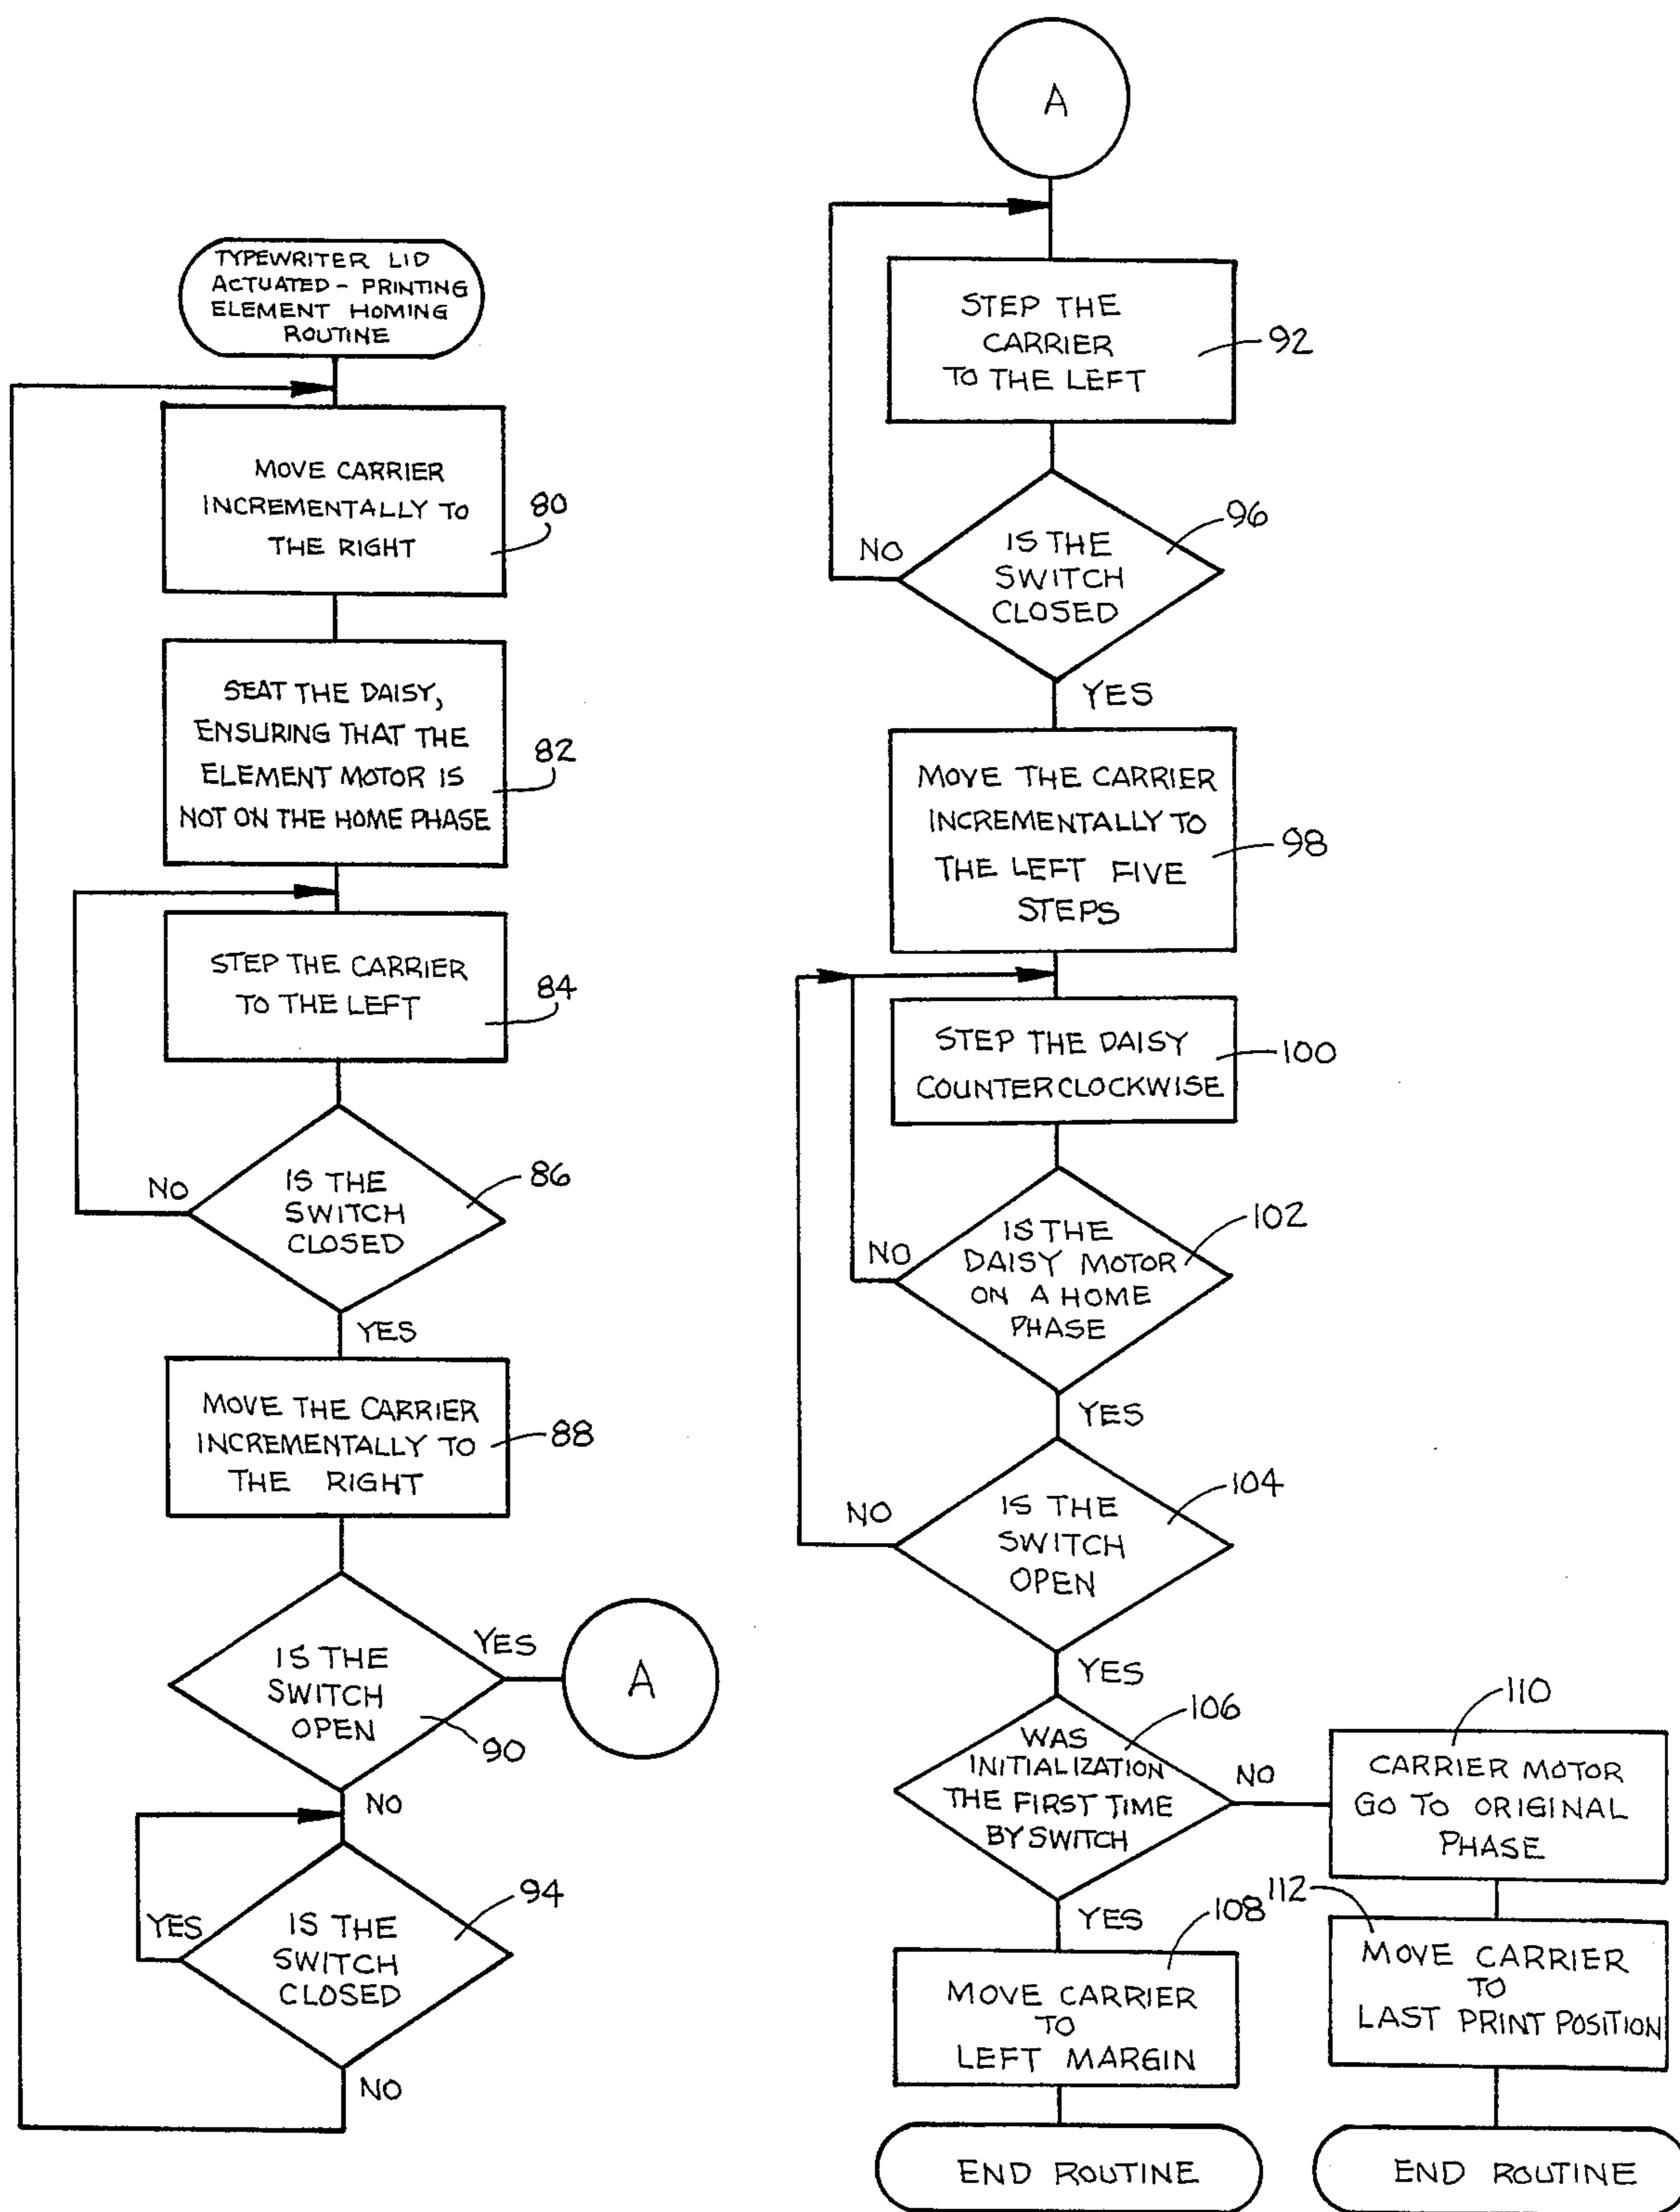 TYPEWRITER LID
ACTUATED - PRINTING
ELEMENT HOMING
ROUTINE
MOVE CARRIER
INCREMENTALLY TO
THE RIGHT
80
SEAT THE DAISY,
ENSURING THAT THE
ELEMENT MOTOR IS
NOT ON THE HOME PHASE
82
STEP THE CARRIER
TO THE LEFT
84
IS THE
SWITCH
CLOSED
86
NO
YES
MOVE THE CARRIER
INCREMENTALLY TO
THE RIGHT
88
IS THE
SWITCH
OPEN
90
YES
A
NO
IS THE
SWITCH
CLOSED
94
YES
NO
A
STEP THE
CARRIER
TO THE LEFT
92
IS THE
SWITCH
CLOSED
96
NO
YES
MOVE THE CARRIER
INCREMENTALLY TO
THE LEFT FIVE
STEPS
98
STEP THE DAISY
COUNTERCLOCKWISE
100
IS THE
DAISY MOTOR
ON A HOME
PHASE
102
NO
YES
IS THE
SWITCH
OPEN
104
NO
YES
WAS
INITIALIZATION
THE FIRST TIME
BY SWITCH
106
NO
YES
MOVE CARRIER
TO
LEFT MARGIN
108
END ROUTINE
CARRIER MOTOR
GO TO ORIGINAL
PHASE
110
MOVE CARRIER
TO
LAST PRINT POSITION
112
END ROUTINE